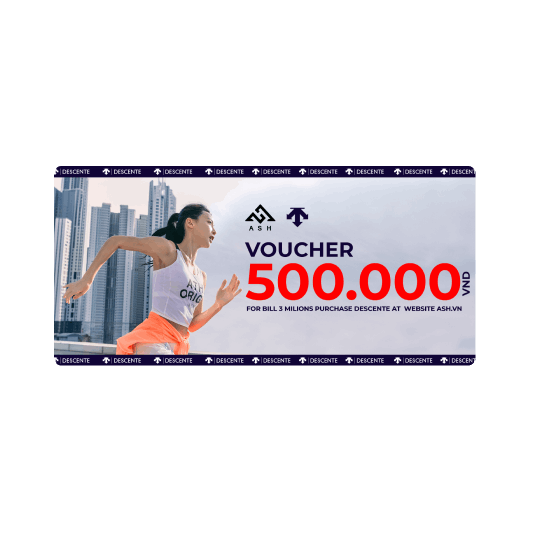 DESCENTE DESCENTE DESCENTE DESCENTE DESCENTE DESCENTE DESCENTE DESCENTE DESCENTE
ASH
VOUCHER
500.000
VND
FOR BILL 3 MILIONS PURCHASE DESCENTE AT WEBSITE ASH.VN
ORIG
DESCENTE DESCENTE DESCENTE DESCENTE DESCENTE DESCENTE DESCENTE DESCENTE DESCENTE